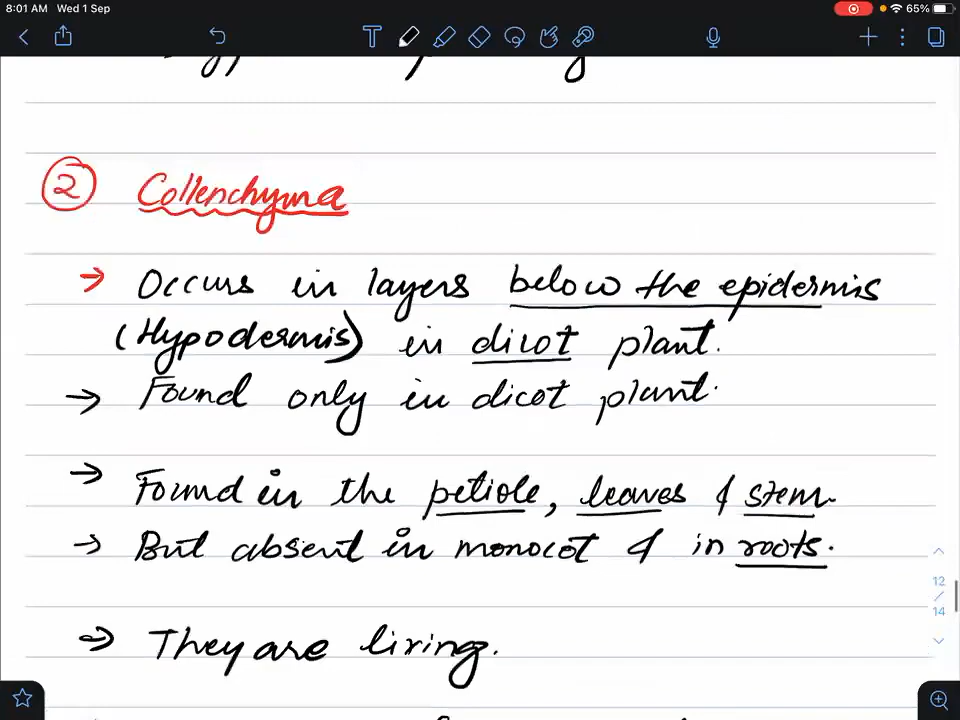 8:01 AM Wed 1 Sep 65%
② Collenchyma
→ Occurs in layers below the epidermis
(Hypodermis) in dicot plant.
→ Found only in dicot plant.
→ Found in the petiole, leaves & stem.
→ But absent in monocot & in roots.
12
/
14
⇒ They are living.